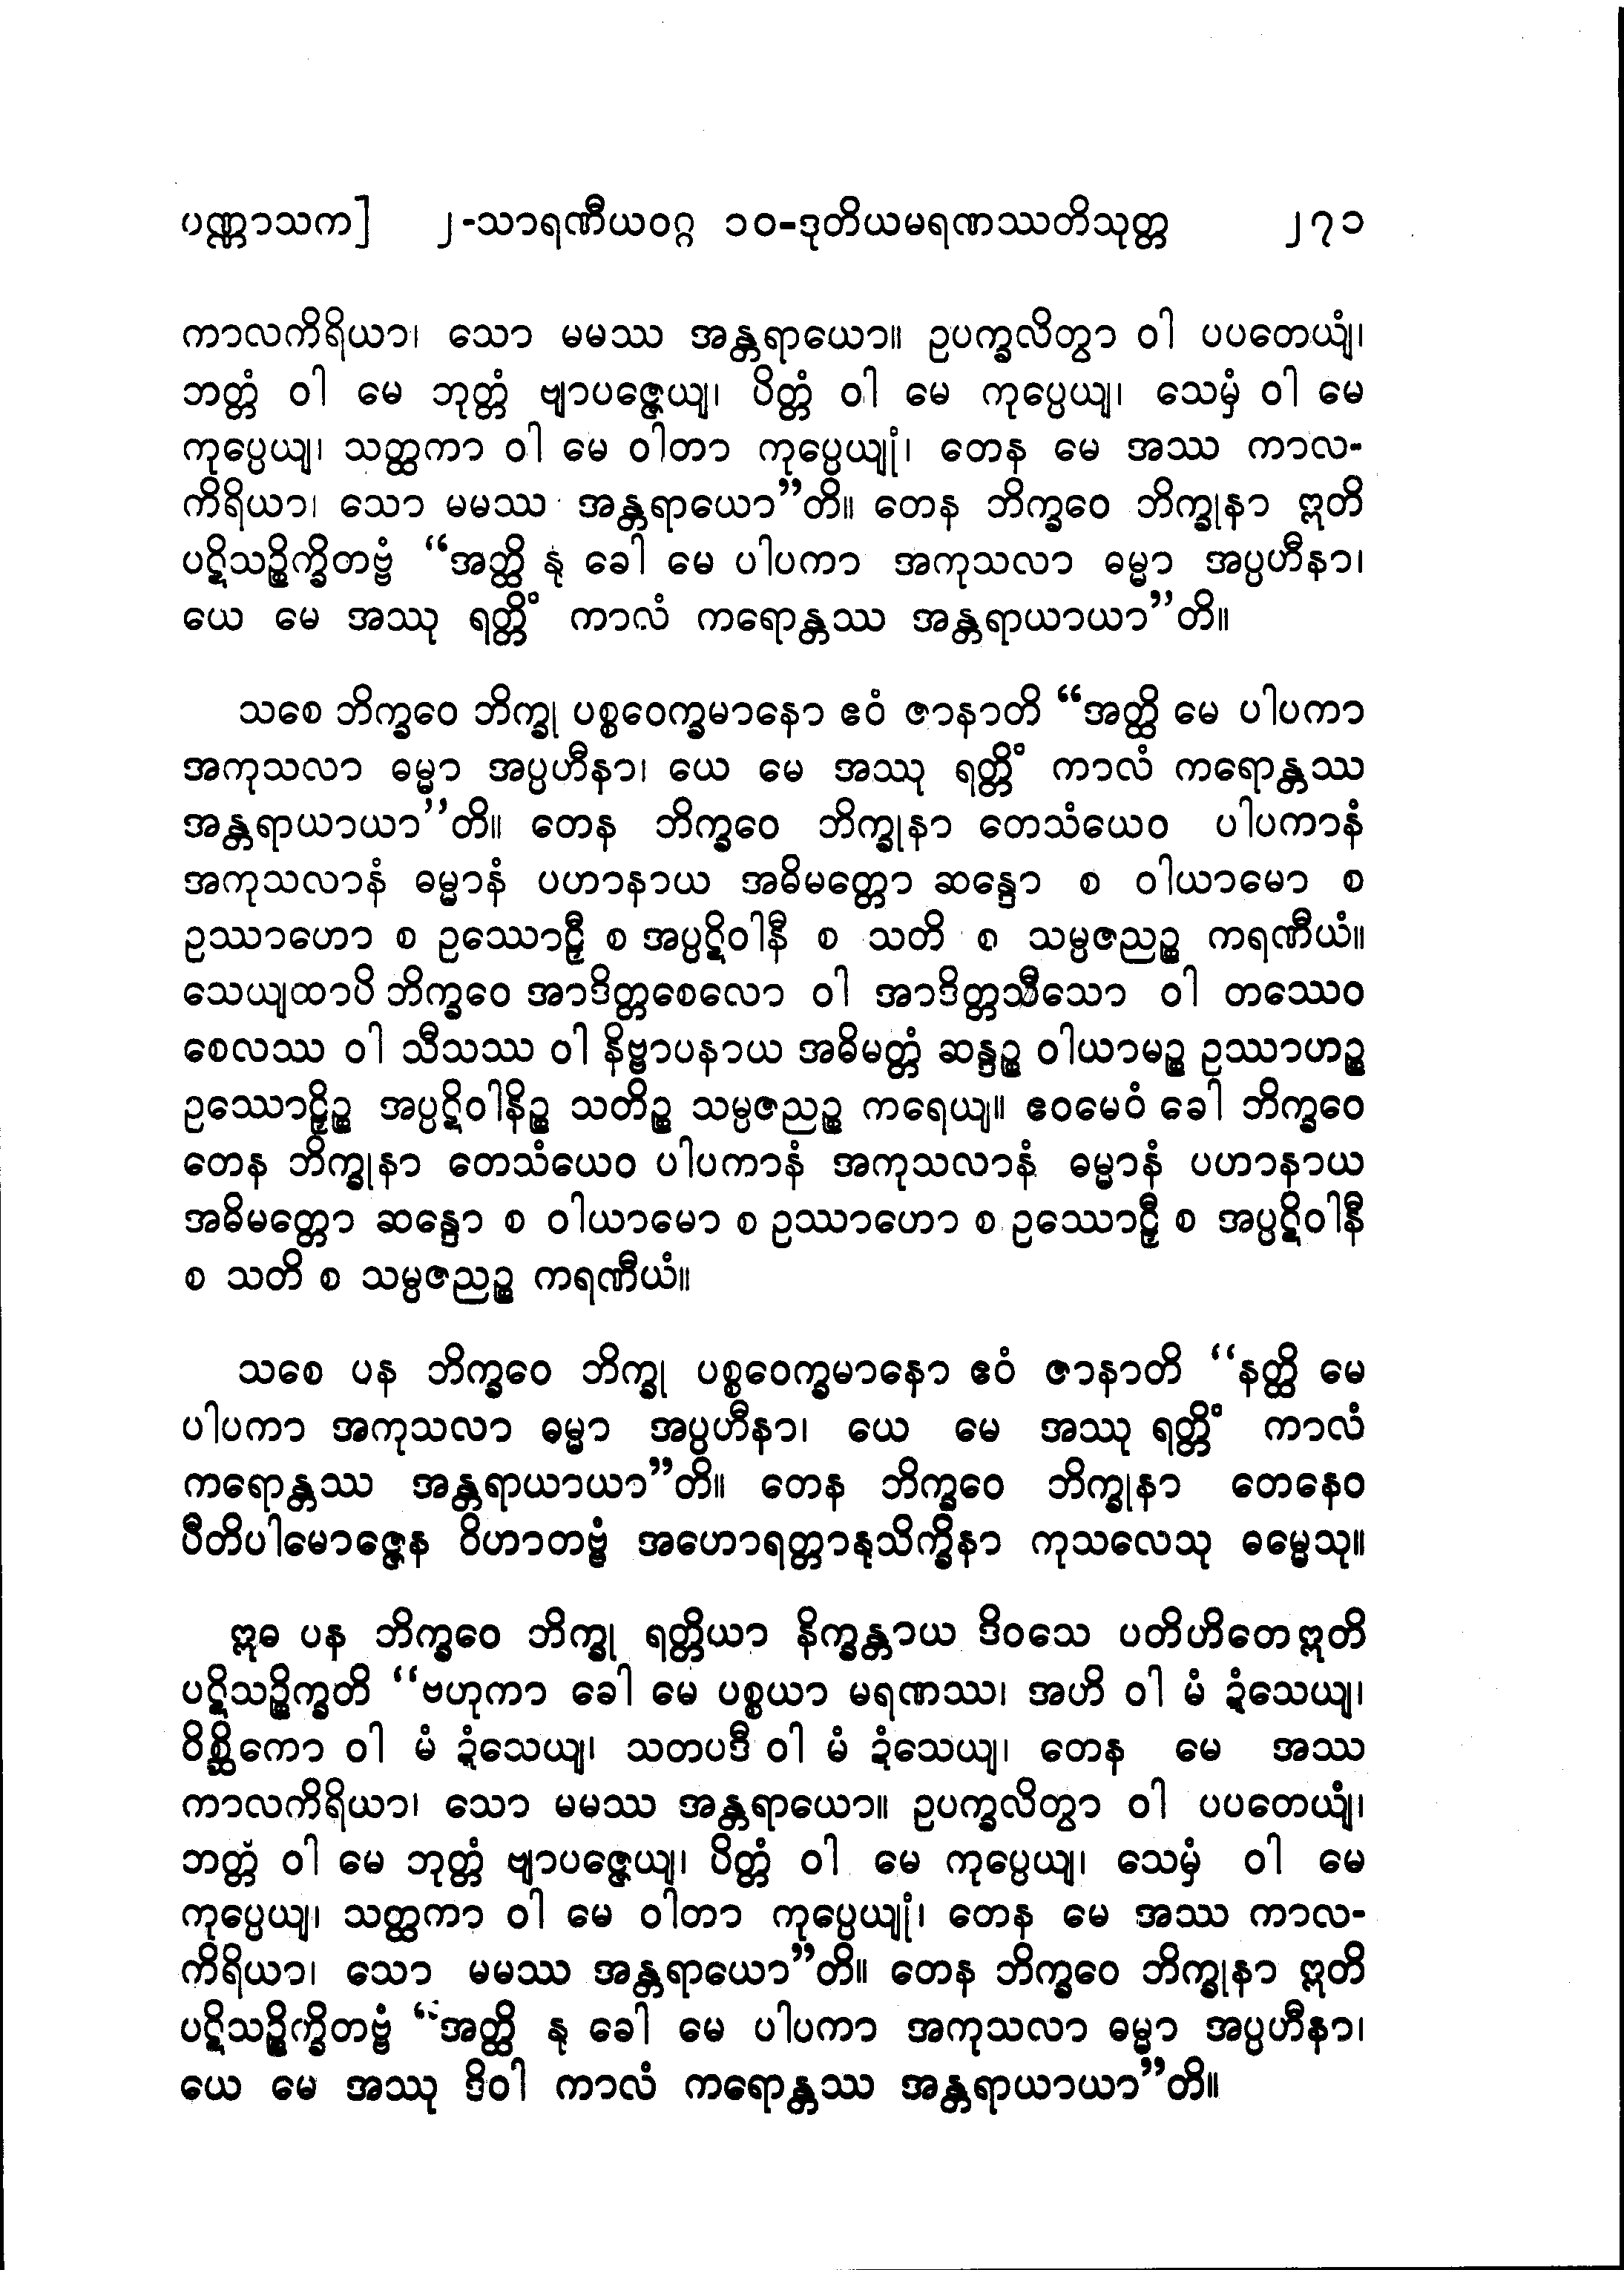 ပဏ္ဏာသက]    ၂-သာရဏီယဝဂ္ဂ ၁၀-ဒုတိယမရဏဿတိသုတ္တ    ၂၇၁
ကာလကိရိယာ၊ သော မမဿ အန္တရာယော။ ဥပက္ခလိတွာ ဝါ ပပတေယျံ၊
ဘတ္တံ ဝါ မေ ဘုတ္တံ ဗျာပဇ္ဇေယျ၊ ပိတ္တံ ဝါ မေ ကုပ္ပေယျ၊ သေမှံ ဝါ မေ
ကုပ္ပေယျ၊ သတ္ထကာ ဝါ မေ ဝါတာ ကုပ္ပေယျုံ၊ တေန မေ အဿ ကာလ-
ကိရိယာ၊ သော မမဿ အန္တရာယော”တိ။ တေန ဘိက္ခဝေ ဘိက္ခုနာ ဣတိ
ပဋိသဉ္စိက္ခိတဗ္ဗံ “အတ္ထိ နု ခေါ မေ ပါပကာ အကုသလာ ဓမ္မာ အပ္ပဟီနာ၊
ယေ မေ အဿု ရတ္တိံ ကာလံ ကရောန္တဿ အန္တရာယာယာ”တိ။
သစေ ဘိက္ခဝေ ဘိက္ခု ပစ္စဝေက္ခမာနော ဧဝံ ဇာနာတိ “အတ္ထိ မေ ပါပကာ
အကုသလာ ဓမ္မာ အပ္ပဟီနာ၊ ယေ မေ အဿု ရတ္တိံ ကာလံ ကရောန္တဿ
အန္တရာယာယာ”တိ။ တေန ဘိက္ခဝေ ဘိက္ခုနာ တေသံယေဝ ပါပကာနံ
အကုသလာနံ ဓမ္မာနံ ပဟာနာယ အဓိမတ္တော ဆန္ဒော စ ဝါယာမော စ
ဥဿာဟော စ ဥဿောဠှီ စ အပ္ပဋိဝါနီ စ သတိ စ သမ္ပဇညဉ္စ ကရဏီယံ။
သေယျထာပိ ဘိက္ခဝေ အာဒိတ္တစေလော ဝါ အာဒိတ္တသီသော ဝါ တဿေဝ
စေလဿ ဝါ သီသဿ ဝါ နိဗ္ဗာပနာယ အဓိမတ္တံ ဆန္ဒဉ္စ ဝါယာမဉ္စ ဥဿာဟဉ္စ
ဥဿောဠှိဉ္စ အပ္ပဋိဝါနိဉ္စ သတိဉ္စ သမ္ပဇညဉ္စ ကရေယျ။ ဧဝမေဝံ ခေါ ဘိက္ခဝေ
တေန ဘိက္ခုနာ တေသံယေဝ ပါပကာနံ အကုသလာနံ ဓမ္မာနံ ပဟာနာယ
အဓိမတ္တော ဆန္ဒော စ ဝါယာမော စ ဥဿာဟော စ ဥဿောဠှီ စ အပ္ပဋိဝါနီ
စ သတိ စ သမ္ပဇညဉ္စ ကရဏီယံ။
သစေ ပန ဘိက္ခဝေ ဘိက္ခု ပစ္စဝေက္ခမာနော ဧဝံ ဇာနာတိ “နတ္ထိ မေ
ပါပကာ အကုသလာ ဓမ္မာ အပ္ပဟီနာ၊ ယေ မေ အဿု ရတ္တိံ ကာလံ
ကရောန္တဿ အန္တရာယာယာ”တိ။ တေန ဘိက္ခဝေ ဘိက္ခုနာ တေနေဝ
ပီတိပါမောဇ္ဇေန ဝိဟာတဗ္ဗံ အဟောရတ္တာနုသိက္ခိနာ ကုသလေသု ဓမ္မေသု။
ဣဓ ပန ဘိက္ခဝေ ဘိက္ခု ရတ္တိယာ နိက္ခန္တာယ ဒိဝသေ ပတိဟိတေ ဣတိ
ပဋိသဉ္စိက္ခတိ “ဗဟုကာ ခေါ မေ ပစ္စယာ မရဏဿ၊ အဟိ ဝါ မံ ဍံသေယျ၊
ဝိစ္ဆိကော ဝါ မံ ဍံသေယျ၊ သတပဒီ ဝါ မံ ဍံသေယျ၊ တေန မေ အဿ
ကာလကိရိယာ၊ သော မမဿ အန္တရာယော။ ဥပက္ခလိတွာ ဝါ ပပတေယျံ၊
ဘတ္တံ ဝါ မေ ဘုတ္တံ ဗျာပဇ္ဇေယျ၊ ပိတ္တံ ဝါ မေ ကုပ္ပေယျ၊ သေမှံ ဝါ မေ
ကုပ္ပေယျ၊ သတ္ထကာ ဝါ မေ ဝါတာ ကုပ္ပေယျုံ၊ တေန မေ အဿ ကာလ-
ကိရိယာ၊ သော မမဿ အန္တရာယော”တိ။ တေန ဘိက္ခဝေ ဘိက္ခုနာ ဣတိ
ပဋိသဉ္စိက္ခိတဗ္ဗံ “အတ္ထိ နု ခေါ မေ ပါပကာ အကုသလာ ဓမ္မာ အပ္ပဟီနာ၊
ယေ မေ အဿု ဒိဝါ ကာလံ ကရောန္တဿ အန္တရာယာယာ”တိ။